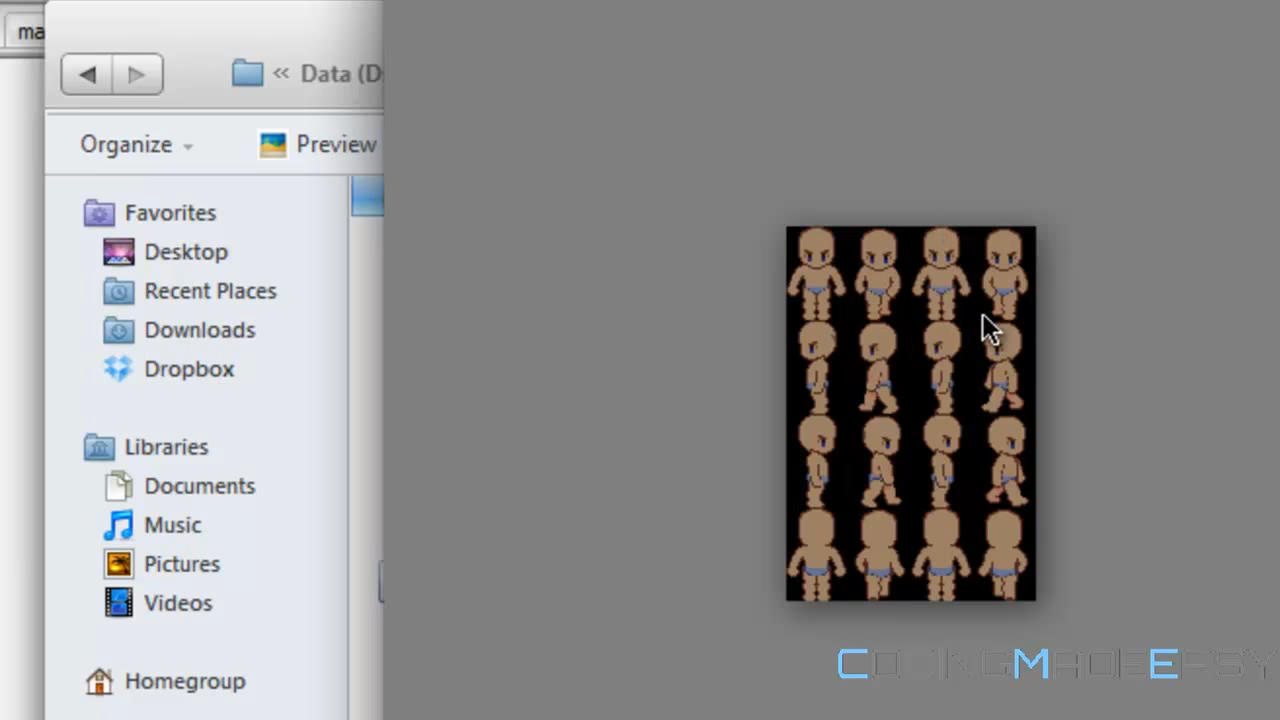 ma
Data (D
Organize
Preview
Favorites
Desktop
Recent Places
Downloads
Dropbox
Libraries
Documents
Music
Pictures
Videos
Homegroup
CODINGMADEEASY